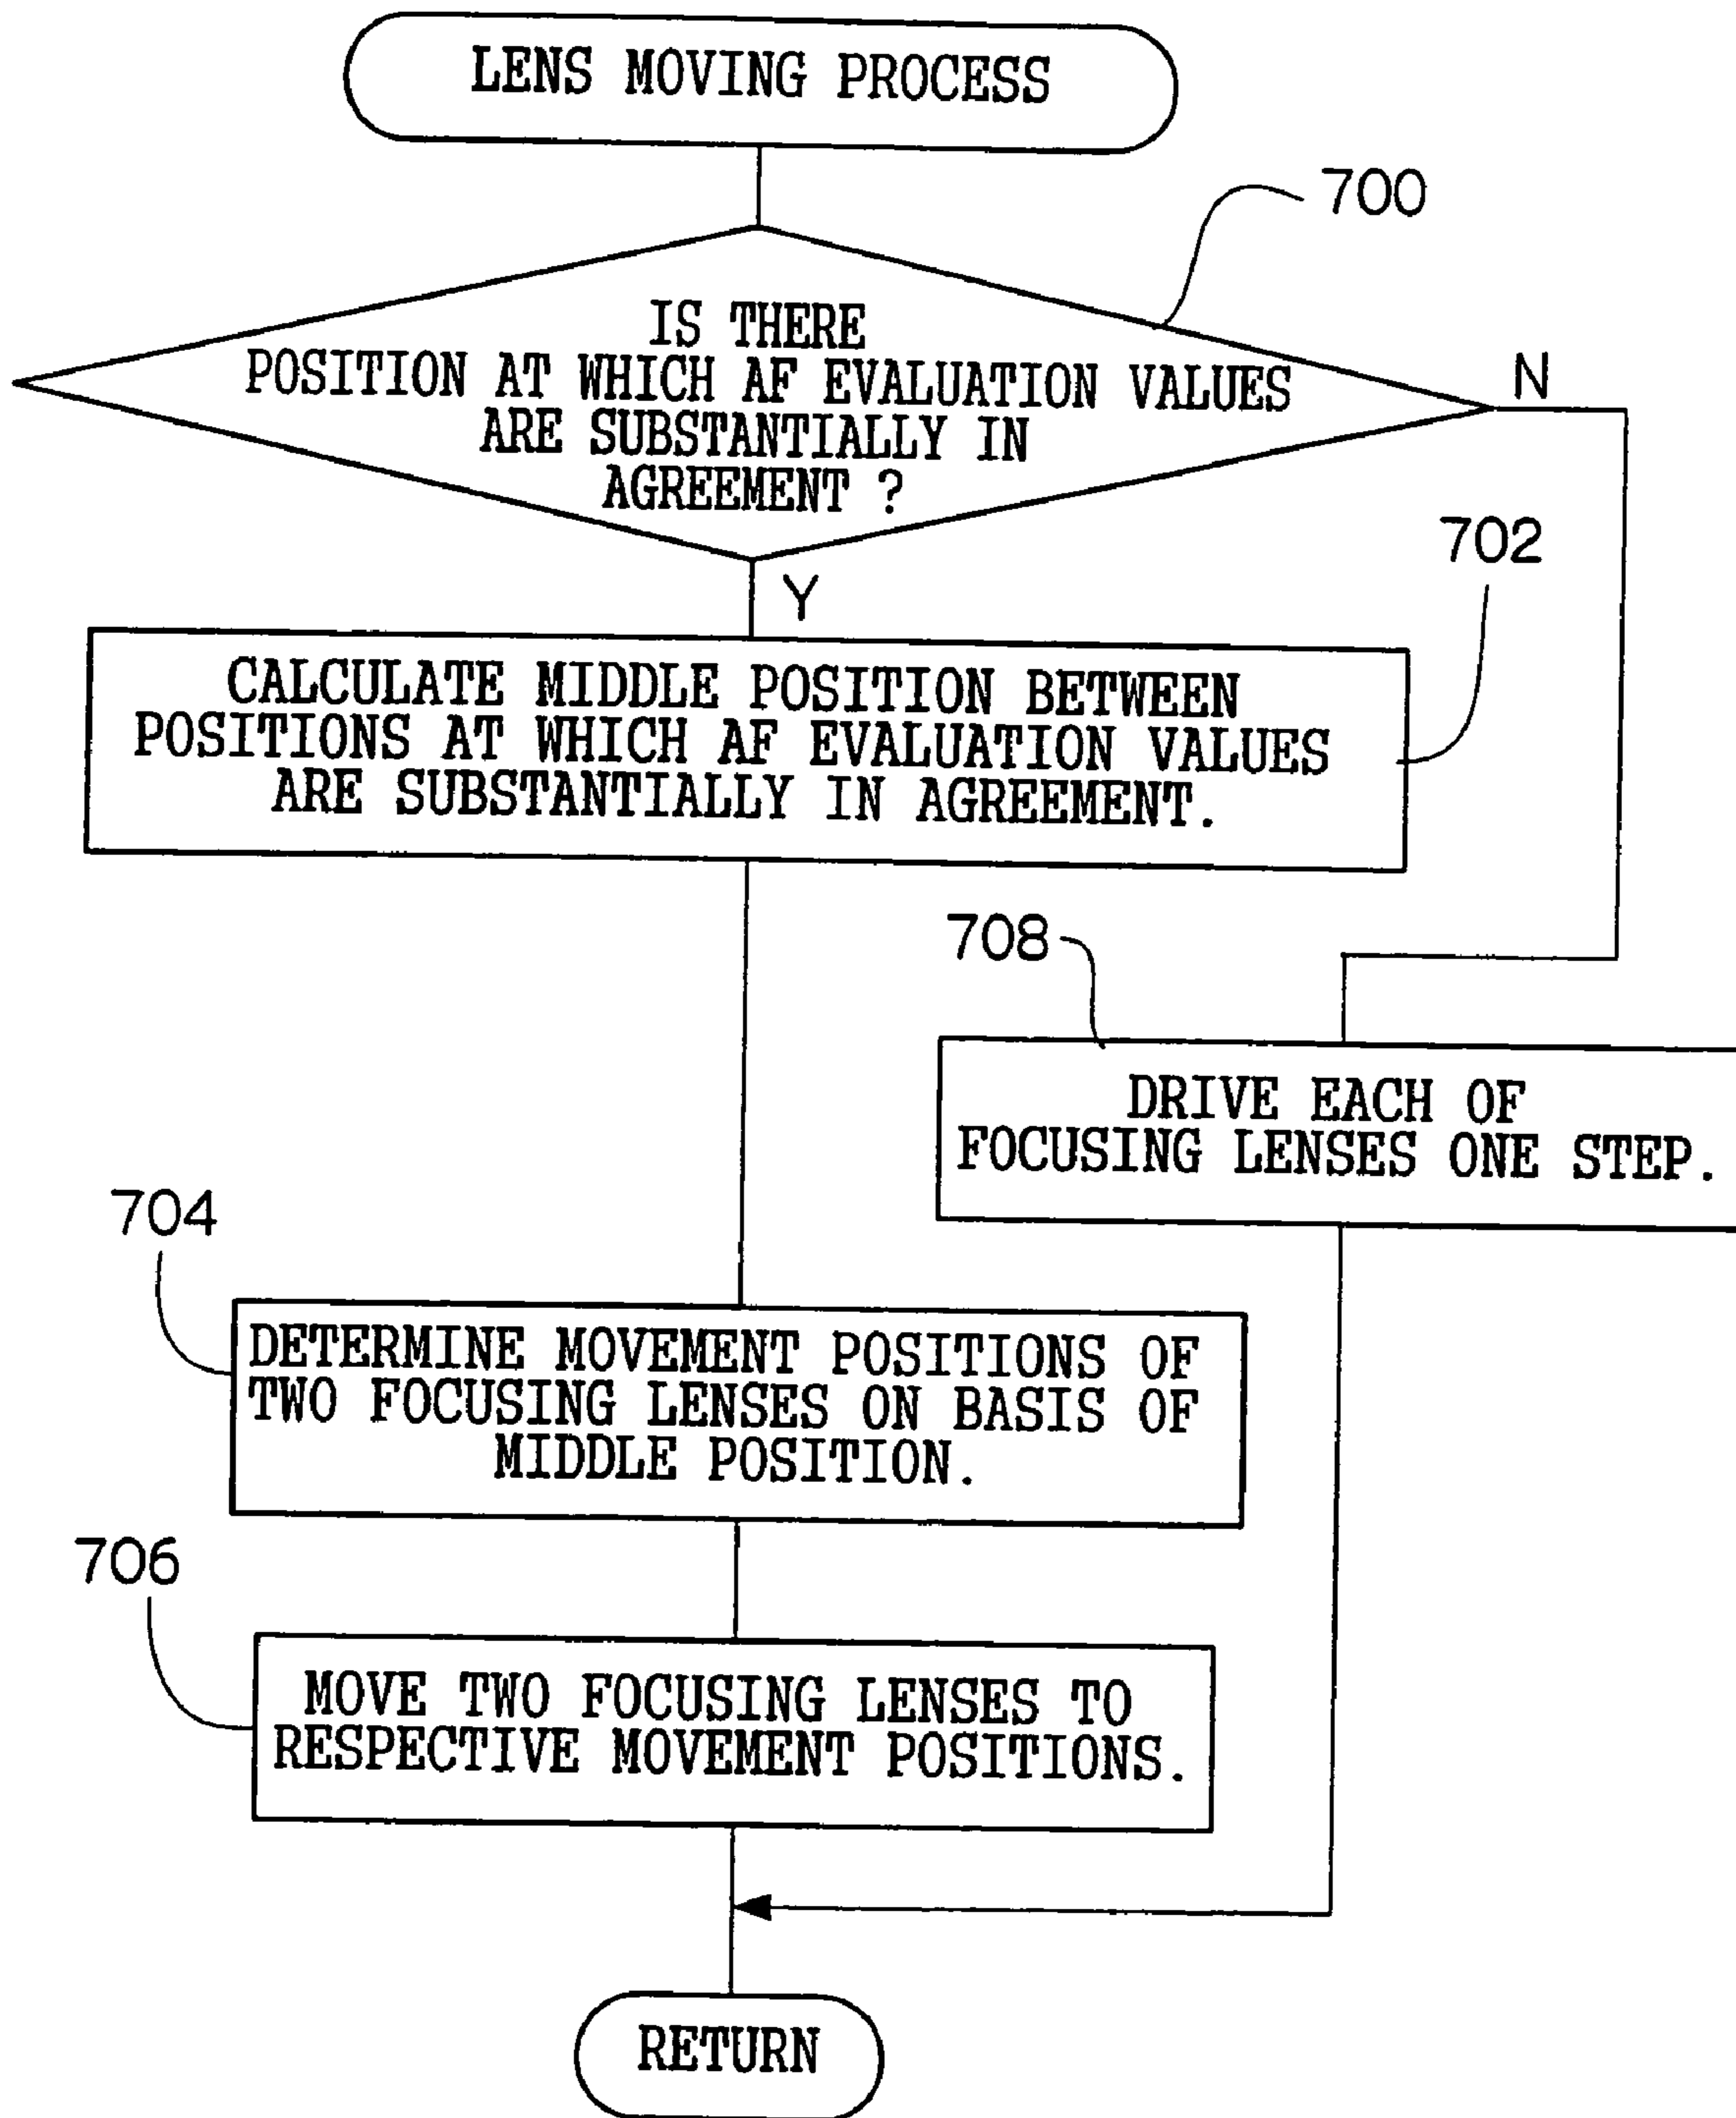 LENS MOVING PROCESS
700
IS THERE
POSITION AT WHICH AF EVALUATION VALUES
ARE SUBSTANTIALLY IN
AGREEMENT ?
N
Y
702
CALCULATE MIDDLE POSITION BETWEEN
POSITIONS AT WHICH AF EVALUATION VALUES
ARE SUBSTANTIALLY IN AGREEMENT.
708
DRIVE EACH OF
FOCUSING LENSES ONE STEP.
704
DETERMINE MOVEMENT POSITIONS OF
TWO FOCUSING LENSES ON BASIS OF
MIDDLE POSITION.
706
MOVE TWO FOCUSING LENSES TO
RESPECTIVE MOVEMENT POSITIONS.
RETURN